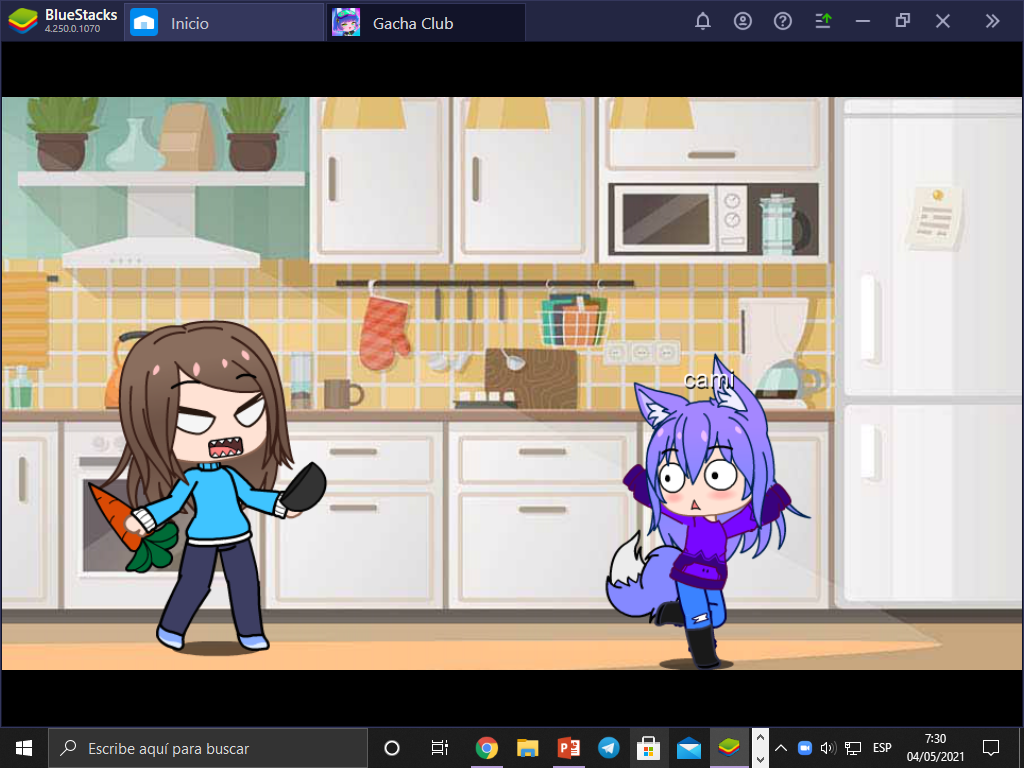 BlueStacks
4.250.0.1070
Inicio
Gacha Club
cami
Escribe aquí para buscar
ESP
7:30
04/05/2021